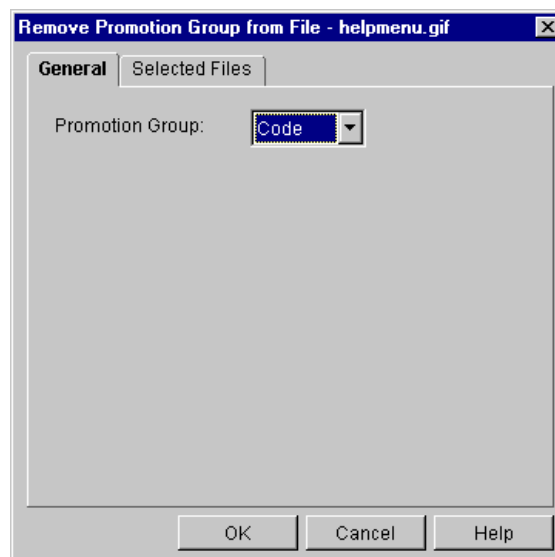 Remove Promotion Group from File - helpmenu.gif
General Selected Files
Promotion Group: Code
OK Cancel Help